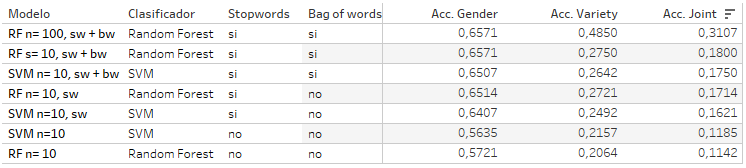 Modelo Clasificador Stopwords Bag of words Acc. Gender Acc. Variety Acc. Joint
RF n= 100, sw + bw Random Forest si si 0,6571 0,4850 0,3107
RF s= 10, sw + bw Random Forest si si 0,6571 0,2750 0,1800
SVM n= 10, sw + bw SVM si si 0,6507 0,2642 0,1750
RF n= 10, sw Random Forest si no 0,6514 0,2721 0,1714
SVM n=10, sw SVM si no 0,6407 0,2492 0,1621
SVM n=10 SVM no no 0,5635 0,2157 0,1185
RF n= 10 Random Forest no no 0,5721 0,2064 0,1142